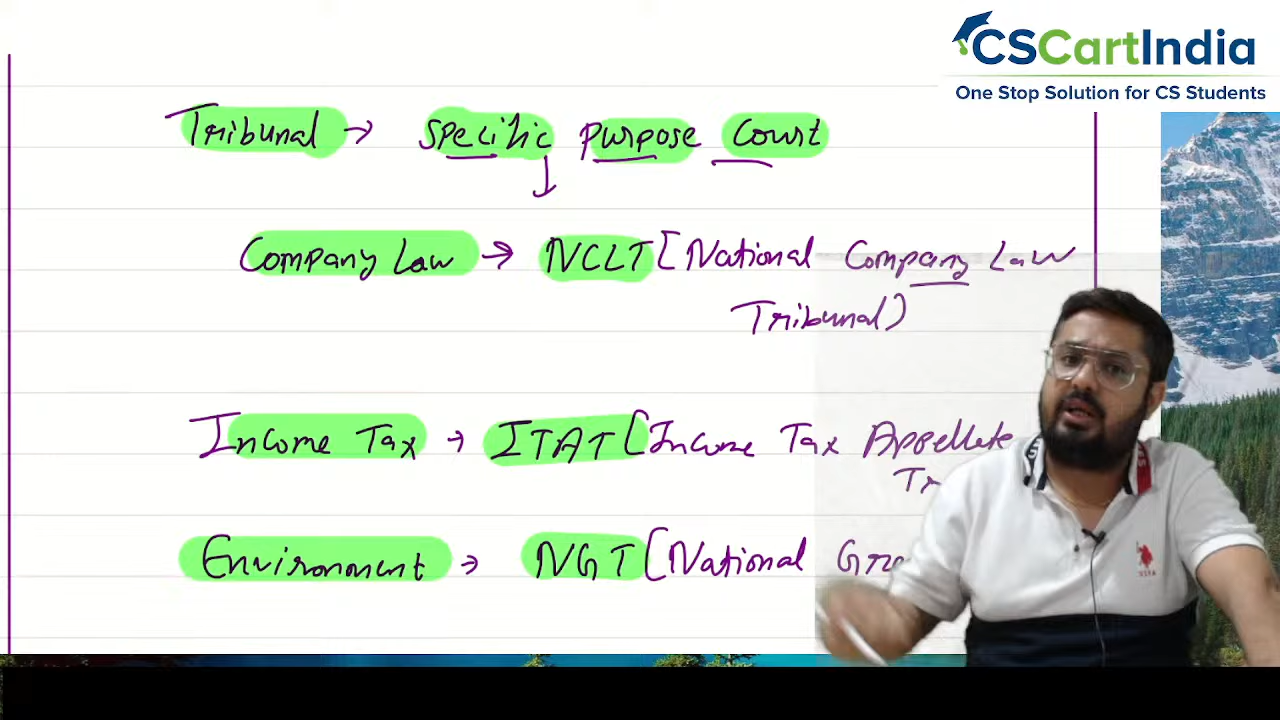 CSCartIndia
One Stop Solution for CS Students
Tribunal → Specific purpose Court
Company Law → NCLT [National Company Law
Tribunal)
Income Tax → ITAT [Income Tax Appellate
Environment → NGT [National